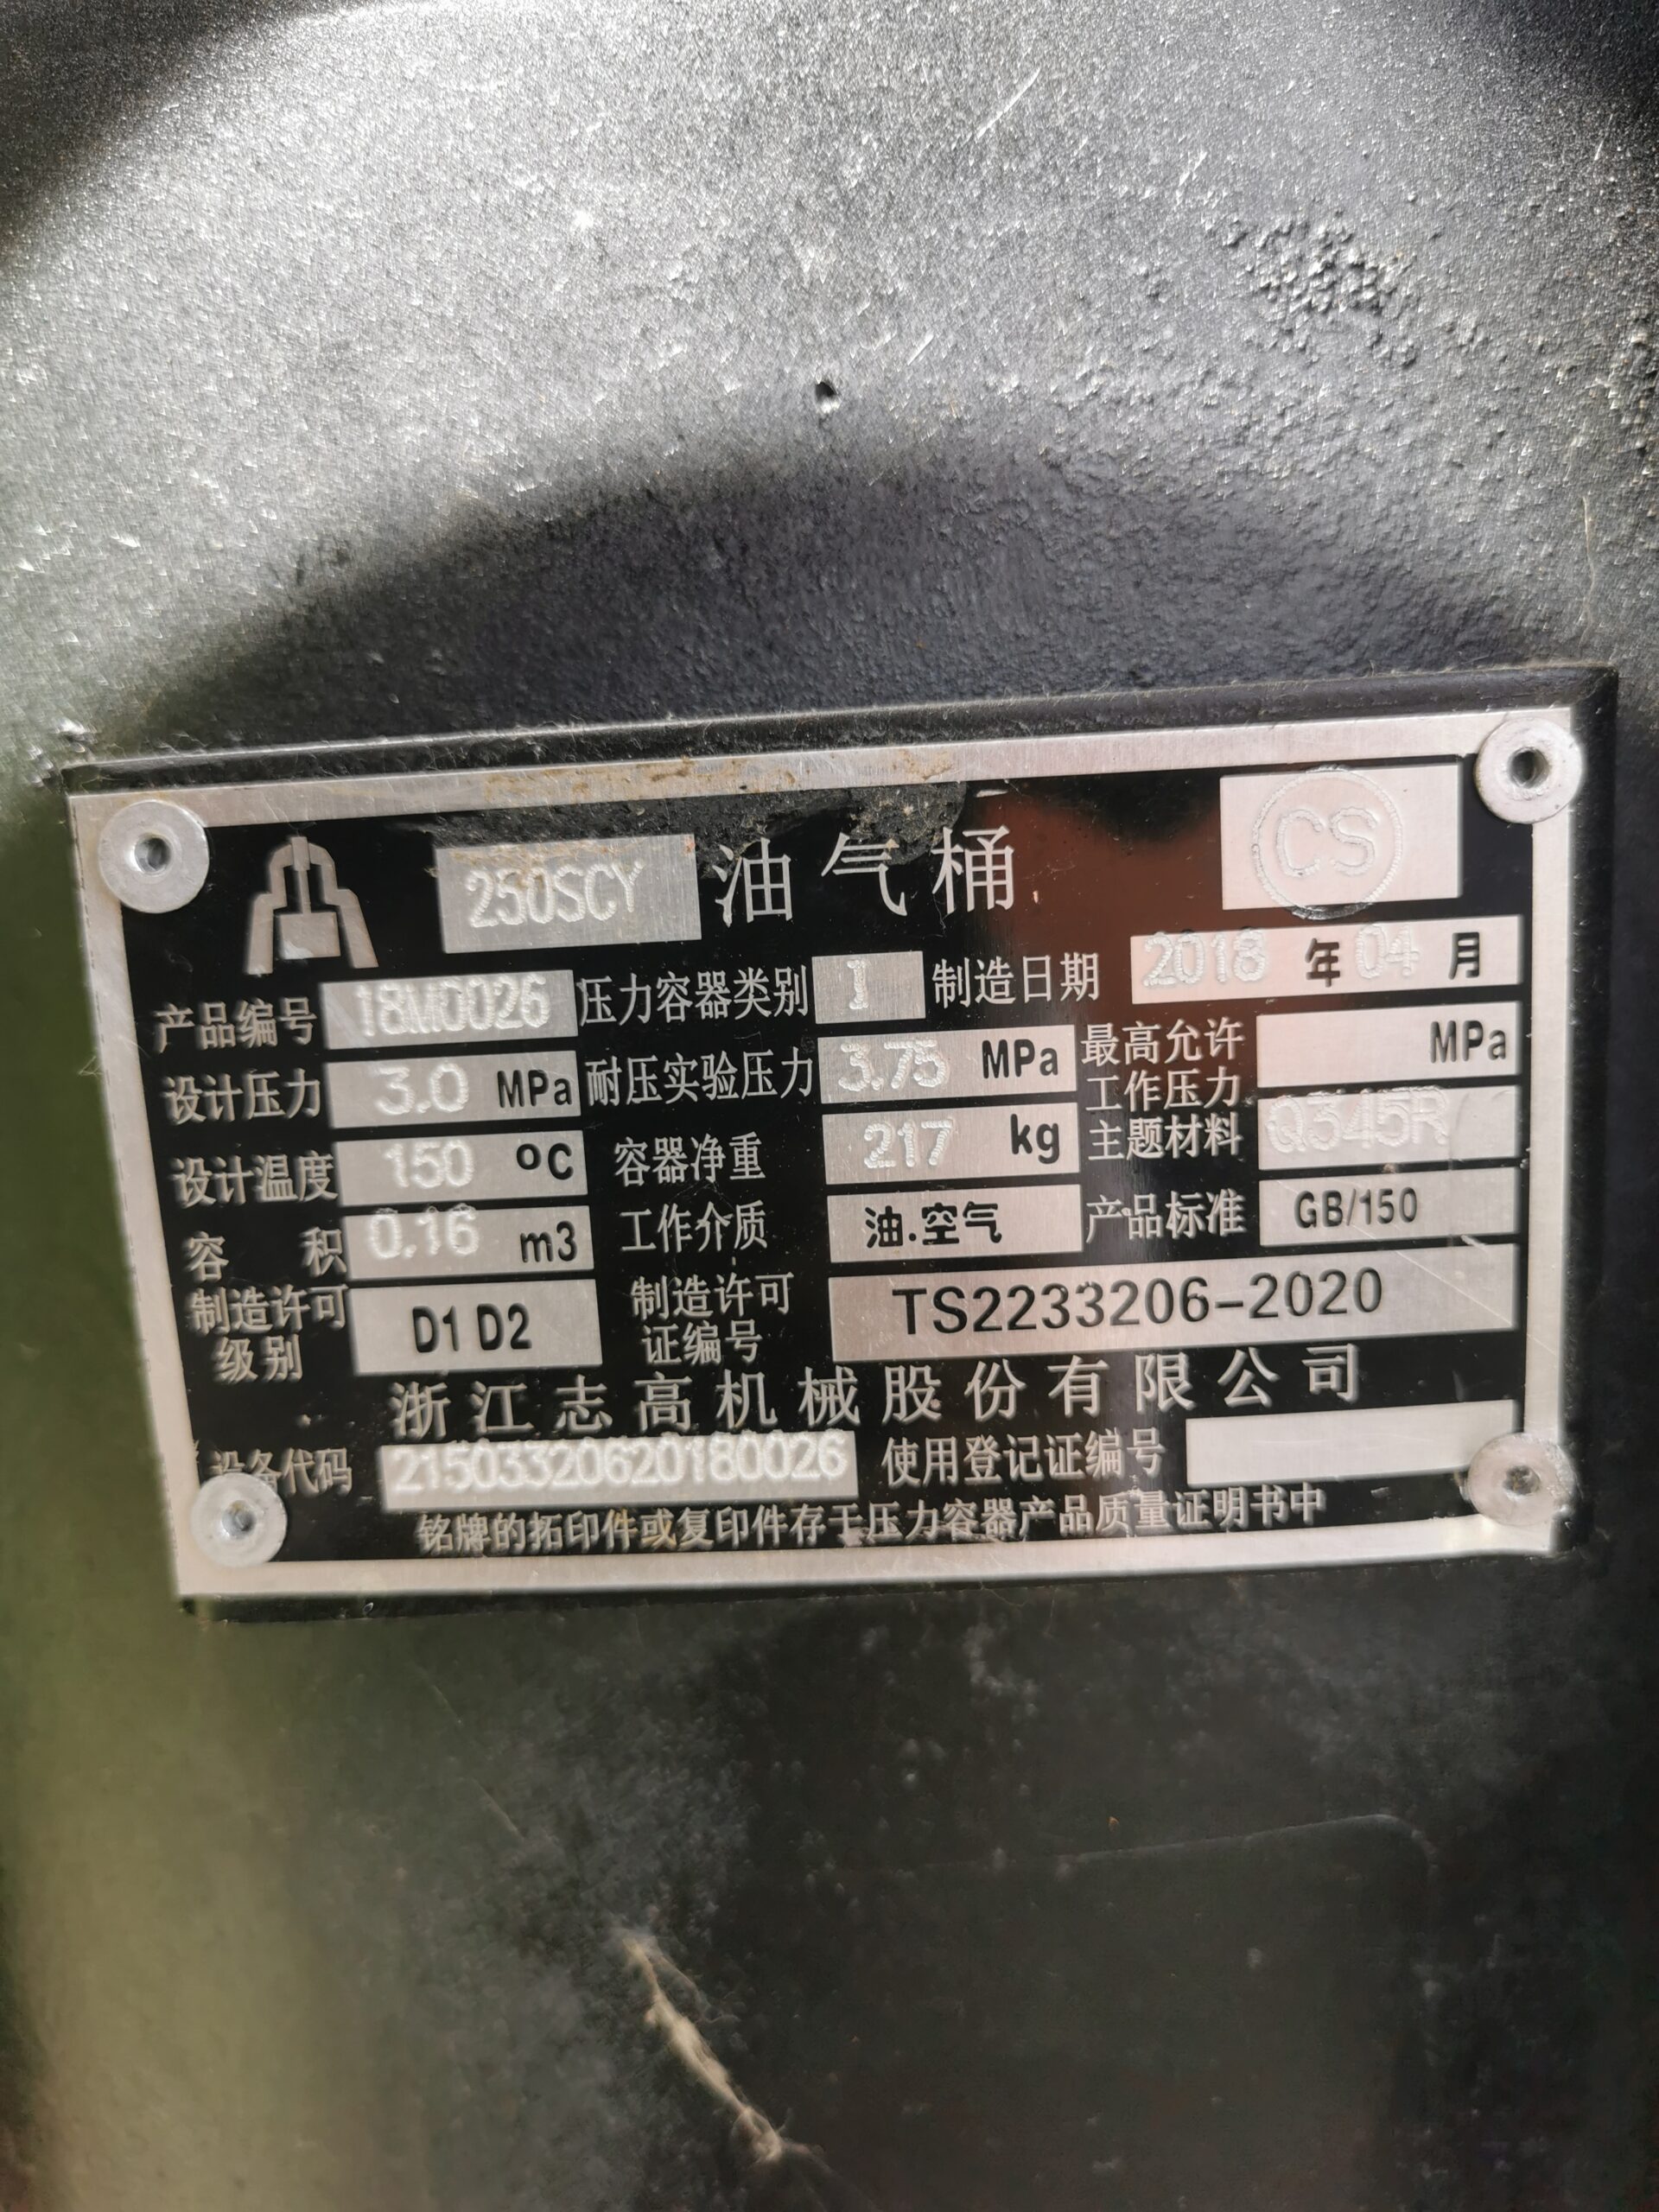 250SCY 油气桶 CS
产品编号 18M0026 压力容器类别 I 制造日期 2018 年 04 月
设计压力 3.0 MPa 耐压实验压力 3.75 MPa 最高允许工作压力 MPa
设计温度 150 ºC 容器净重 217 kg 主题材料 Q345R
容积 0.16 m3 工作介质 油.空气 产品标准 GB/150
制造许可级别 D1 D2 制造许可证编号 TS2233206-2020
浙江志高机械股份有限公司
设备代码 21503320620180026 使用登记证编号
铭牌的拓印件或复印件存于压力容器产品质量证明书中